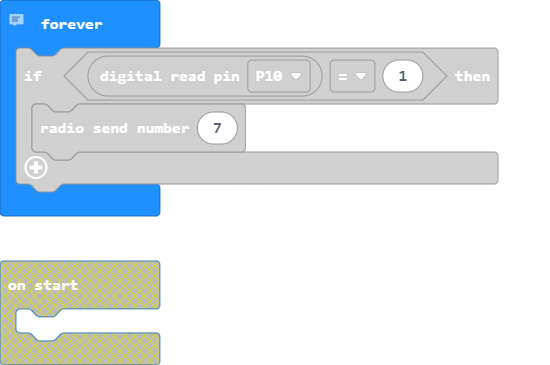 forever
if digital read pin P10 = 1 then
radio send number 7
on start